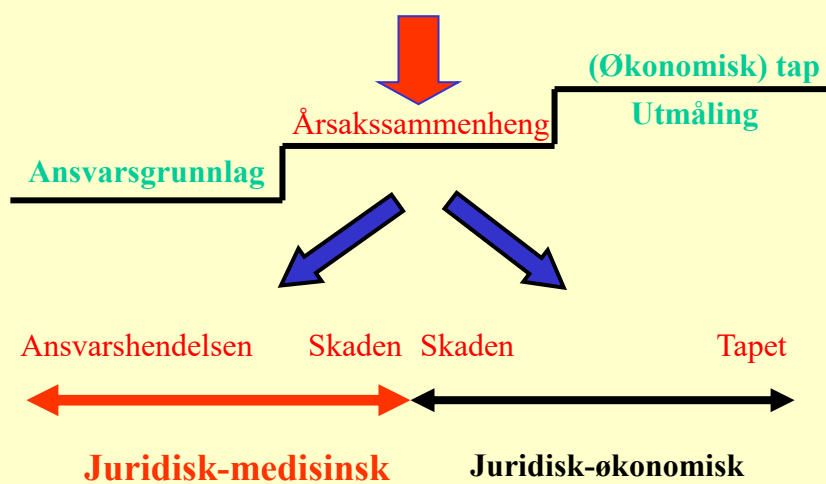 (Økonomisk) tap
Årsakssammenheng
Utmåling
Ansvarsgrunnlag
Ansvarshendelsen Skaden Skaden Tapet
Juridisk-medisinsk Juridisk-økonomisk